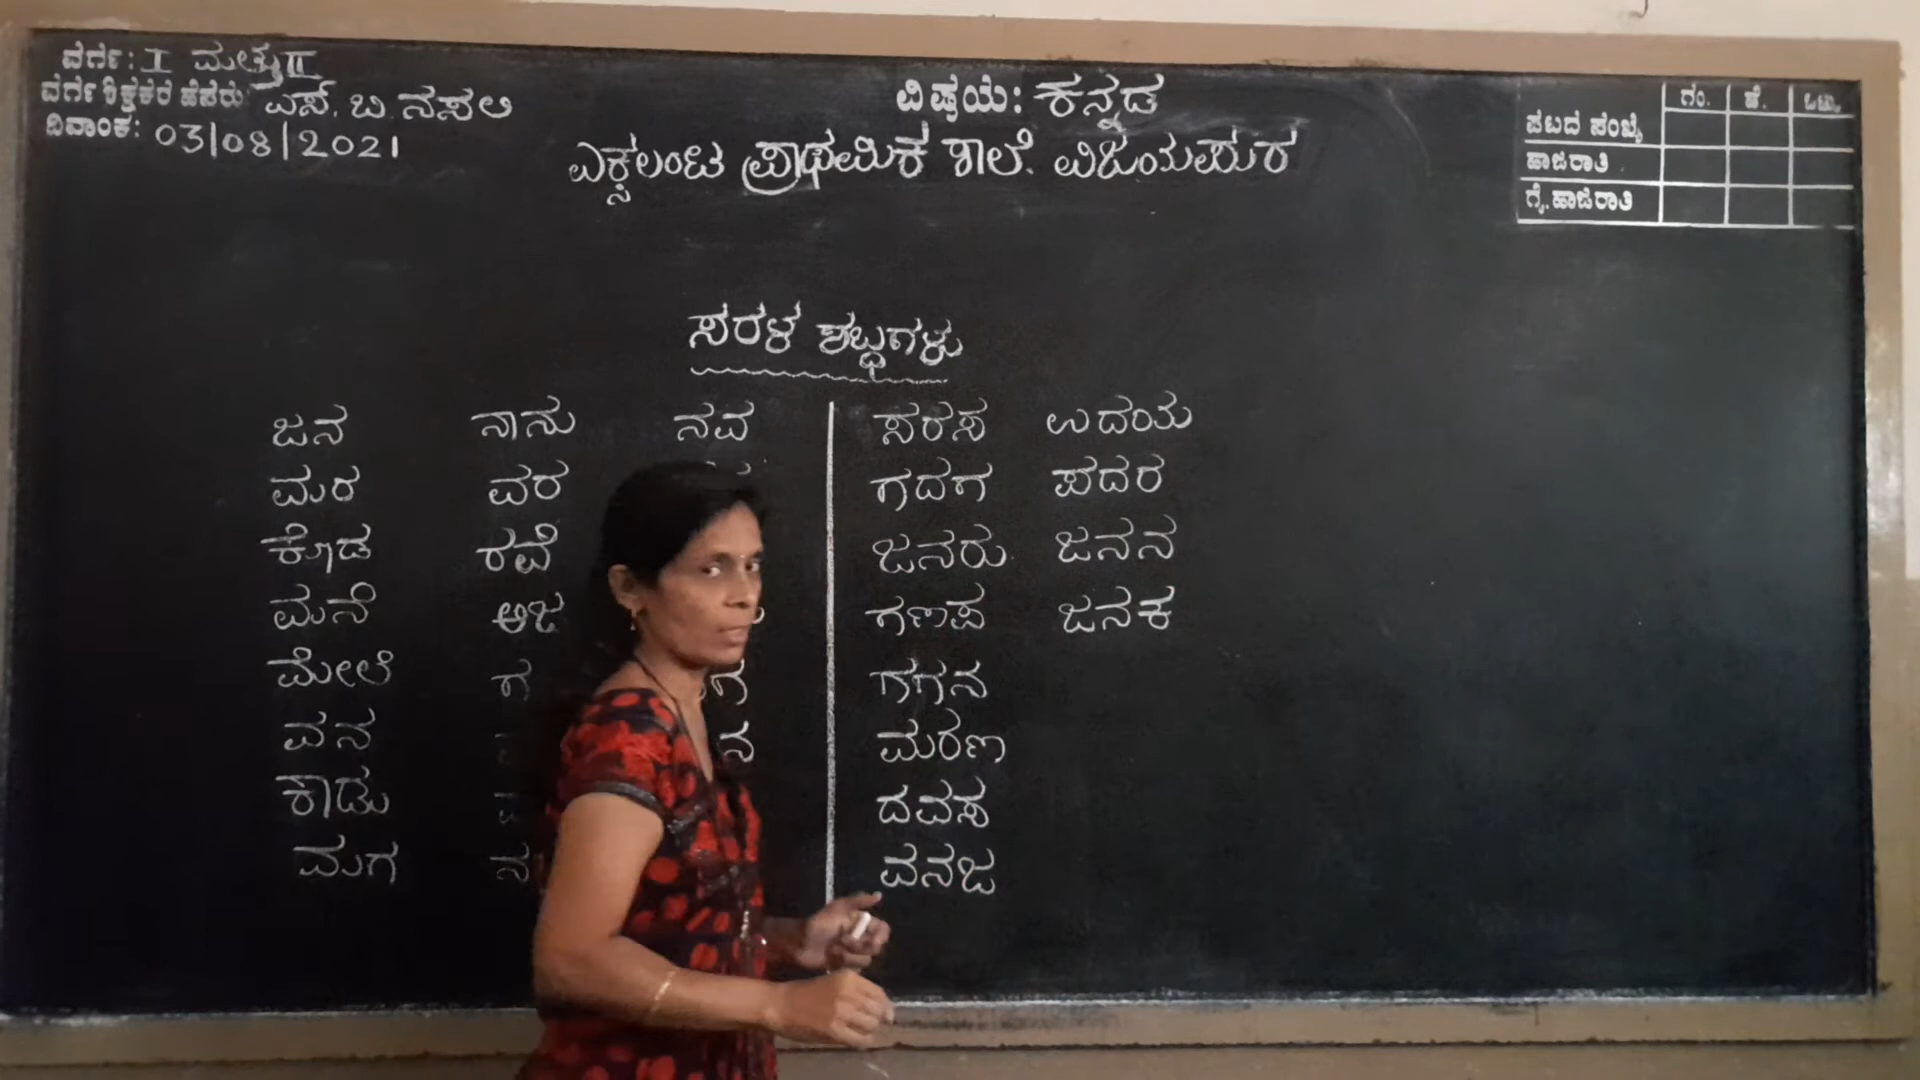 ವರ್ಗ: I ಮತ್ತು II
ವರ್ಗ ಶಿಕ್ಷಕರ ಹೆಸರು ಎಸ್. ಬಿ. ನಸಲಿ
ದಿನಾಂಕ: 03/08/2021
ವಿಷಯ: ಕನ್ನಡ
ಎಕ್ಸಲಂಟ ಪ್ರಾಥಮಿಕ ಶಾಲೆ. ವಿಜಯಪುರ
ಗಂ. ಹೆ. ಒಟ್ಟು
ಪಟದ ಸಂಖ್ಯೆ
ಹಾಜರಾತಿ
ಗೈ.ಹಾಜರಾತಿ
ಸರಳ ಶಬ್ದಗಳು
ಜನ ನಾನು ನವ ಸರಸ ಉದಯ
ಮರ ವರ ಗದಗ ಪದರ
ಕೊಡ ಕವೆ ಜನರು ಜನನ
ಮನೆ ಅಜ ಗಣಪ ಜನಕ
ಮೇಲೆ ಗಗನ
ವನ ಮರಣ
ಕಾಡು ದವಸ
ಮಗ ವನಜ